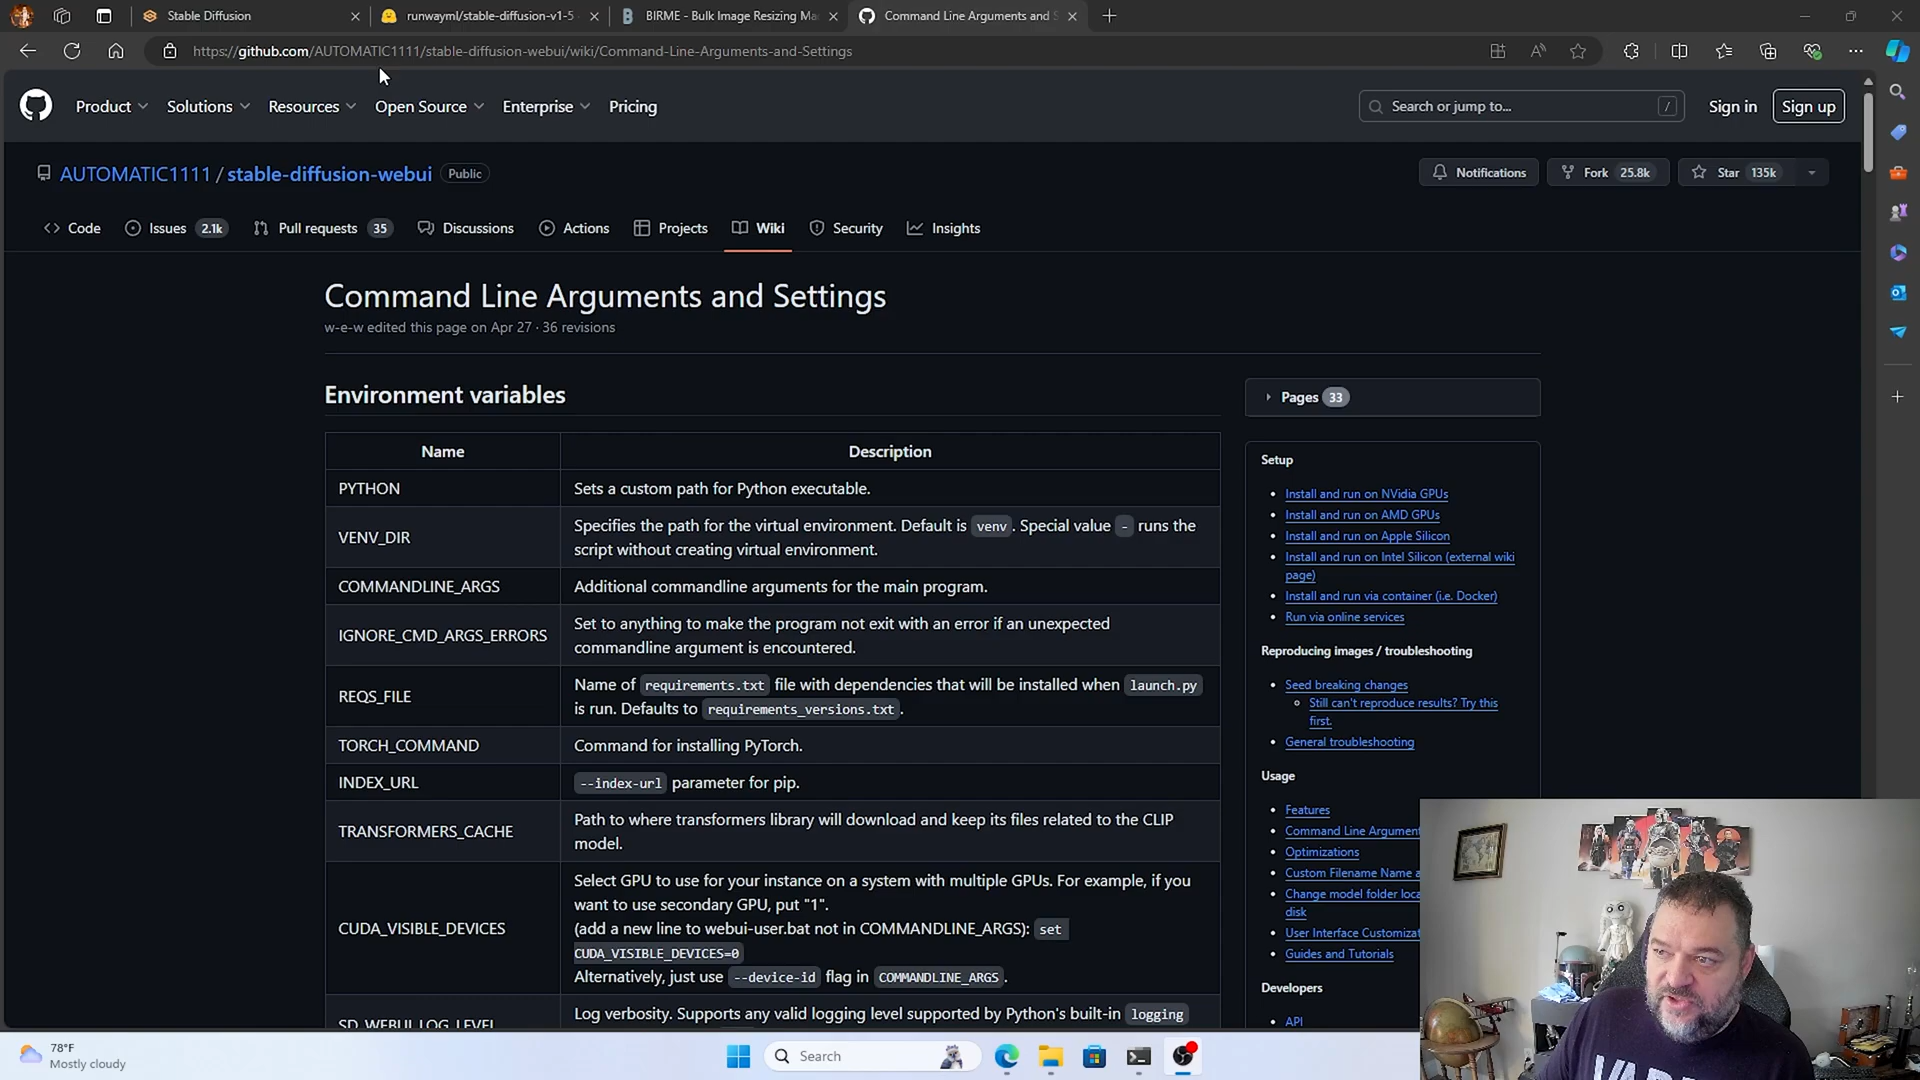 Stable Diffusion
runwayml/stable-diffusion-v1-5
BIRME - Bulk Image Resizing Ma
Command Line Arguments and S
https://github.com/AUTOMATIC1111/stable-diffusion-webui/wiki/Command-Line-Arguments-and-Settings
Product
Solutions
Resources
Open Source
Enterprise
Pricing
Search or jump to...
/
Sign in
Sign up
AUTOMATIC1111 / stable-diffusion-webui
Public
Notifications
Fork 25.8k
Star 135k
Code
Issues 2.1k
Pull requests 35
Discussions
Actions
Projects
Wiki
Security
Insights
Command Line Arguments and Settings
w-e-w edited this page on Apr 27 · 36 revisions
Environment variables
Name
Description
PYTHON
Sets a custom path for Python executable.
VENV_DIR
Specifies the path for the virtual environment. Default is venv . Special value - runs the
script without creating virtual environment.
COMMANDLINE_ARGS
Additional commandline arguments for the main program.
IGNORE_CMD_ARGS_ERRORS
Set to anything to make the program not exit with an error if an unexpected
commandline argument is encountered.
REQS_FILE
Name of requirements.txt file with dependencies that will be installed when launch.py
is run. Defaults to requirements_versions.txt .
TORCH_COMMAND
Command for installing PyTorch.
INDEX_URL
--index-url parameter for pip.
TRANSFORMERS_CACHE
Path to where transformers library will download and keep its files related to the CLIP
model.
CUDA_VISIBLE_DEVICES
Select GPU to use for your instance on a system with multiple GPUs. For example, if you
want to use secondary GPU, put "1".
(add a new line to webui-user.bat not in COMMANDLINE_ARGS): set
CUDA_VISIBLE_DEVICES=0
Alternatively, just use --device-id flag in COMMANDLINE_ARGS .
SD_WEBUI_LOG_LEVEL
Log verbosity. Supports any valid logging level supported by Python's built-in logging
Pages 33
Setup
Install and run on NVidia GPUs
Install and run on AMD GPUs
Install and run on Apple Silicon
Install and run on Intel Silicon (external wiki
page)
Install and run via container (i.e. Docker)
Run via online services
Reproducing images / troubleshooting
Seed breaking changes
Still can't reproduce results? Try this
first.
General troubleshooting
Usage
Features
Command Line Argument
Optimizations
Custom Filename Name a
Change model folder loca
disk
User Interface Customizat
Guides and Tutorials
Developers
API
78°F
Mostly cloudy
Search